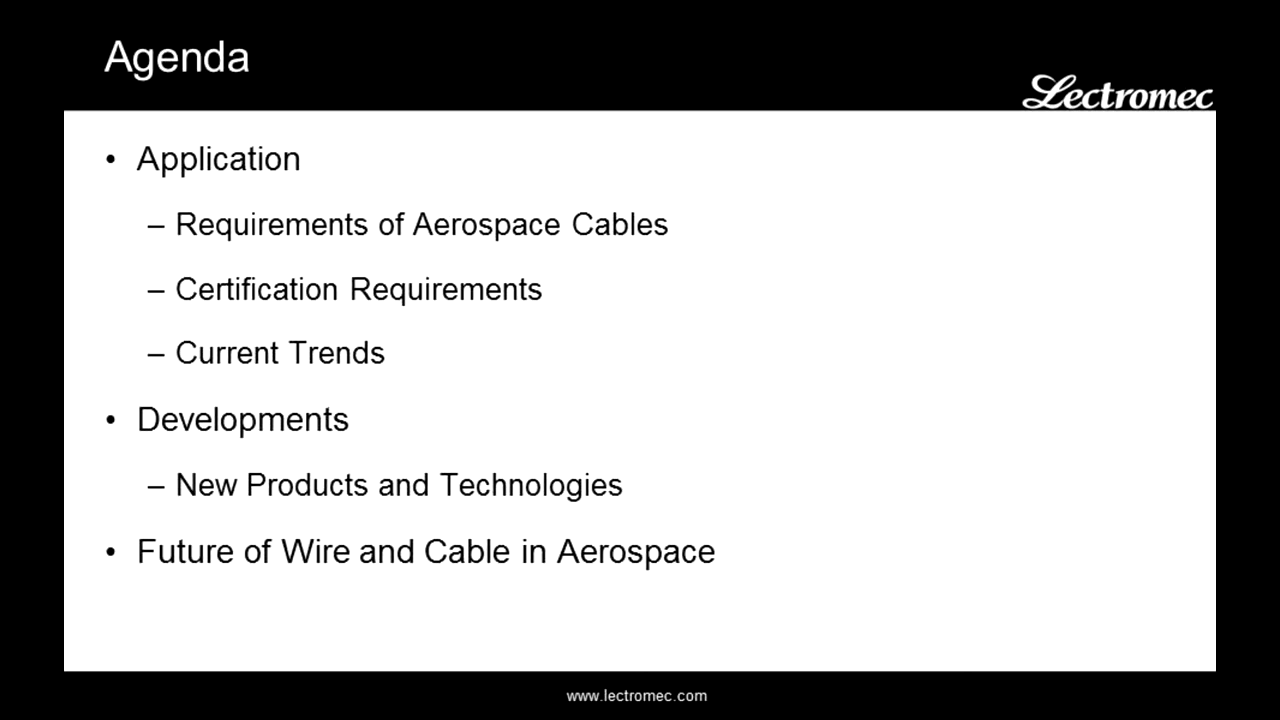 Agenda
Lectromec
• Application
– Requirements of Aerospace Cables
– Certification Requirements
– Current Trends
• Developments
– New Products and Technologies
• Future of Wire and Cable in Aerospace
www.lectromec.com